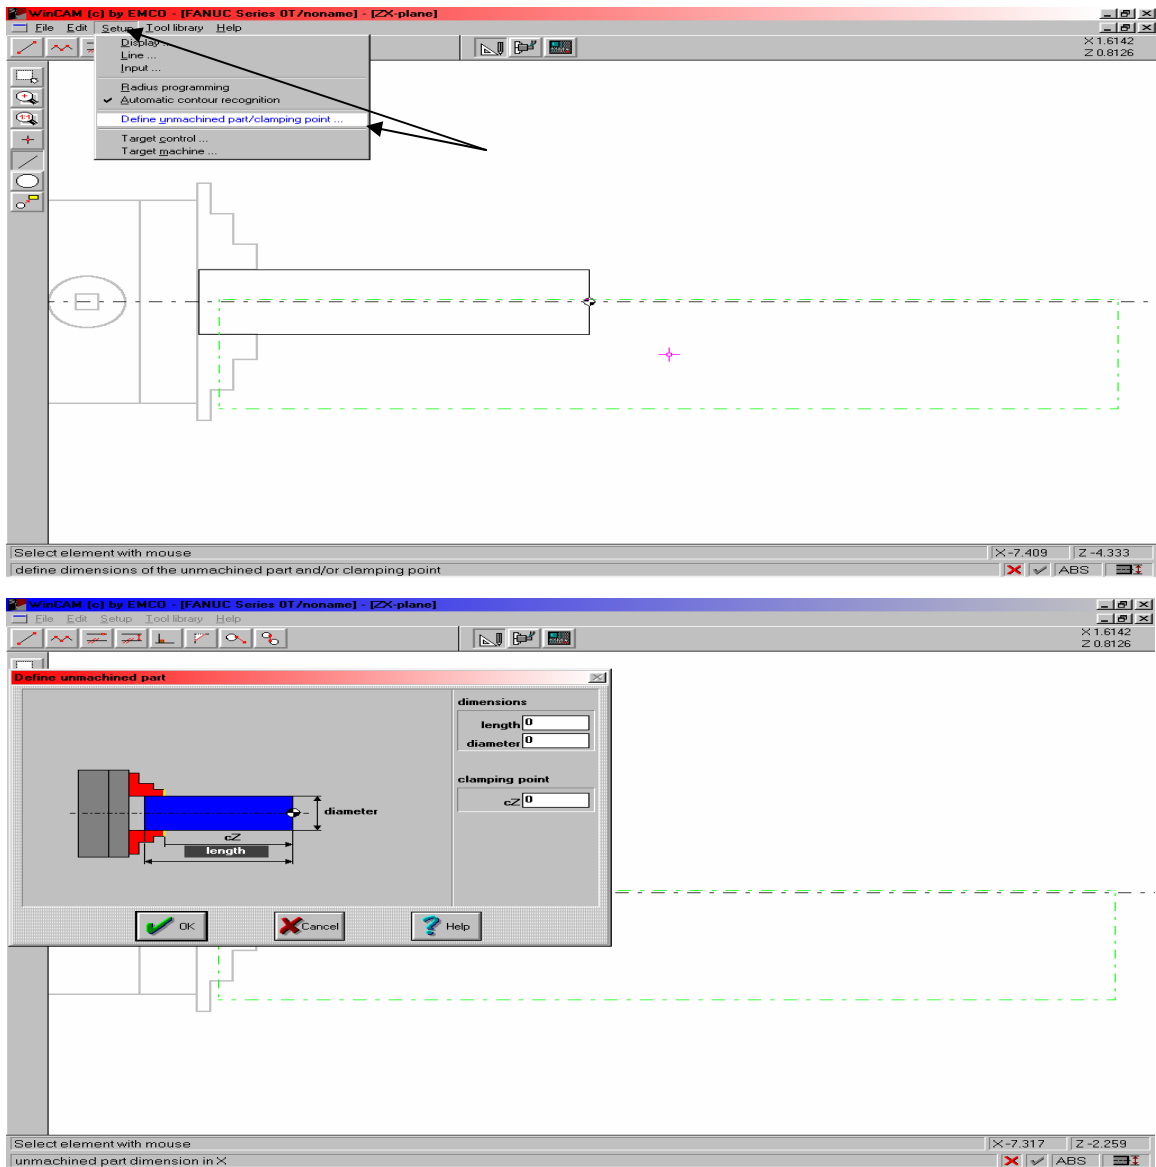 WinCAM (c) by EMCO - [FANUC Series 0T/noname] - [ZX-plane]
File Edit Setup Tool library Help
X 1.6142
Z 0.8126
Display ...
Line ...
Input ...
Radius programming
Automatic contour recognition
Define unmachined part/clamping point ...
Target control ...
Target machine ...
1:1
Select element with mouse
X -7.409 Z -4.333
define dimensions of the unmachined part and/or clamping point
ABS
WinCAM (c) by EMCO - [FANUC Series 0T/noname] - [ZX-plane]
File Edit Setup Tool library Help
X 1.6142
Z 0.8126
Define unmachined part
dimensions
length 0
diameter 0
clamping point
cZ 0
diameter
cZ
length
OK Cancel Help
Select element with mouse
X -7.317 Z -2.259
unmachined part dimension in X
ABS